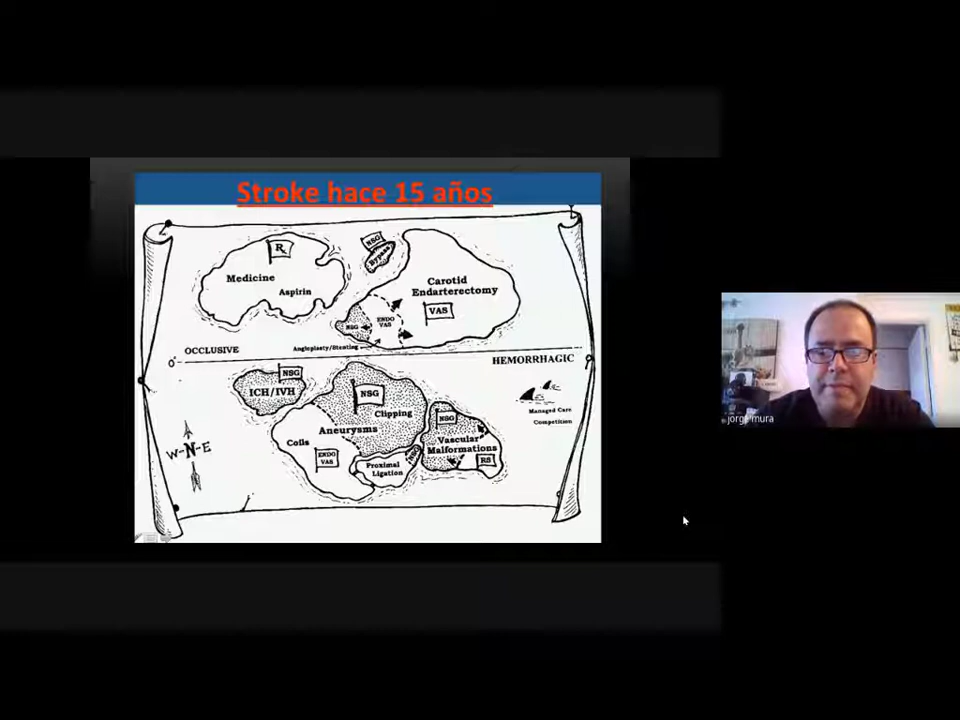 Stroke hace 15 años
R
NSG
Bypass
Medicine
Aspirin
Carotid
Endarterectomy
VAS
NSG
ENDO
VAS
Angioplasty/Stenting
OCCLUSIVE
0°
HEMORRHAGIC
NSG
ICH/IVH
NSG
Clipping
Aneurysms
Coils
ENDO
VAS
Proximal
Ligation
NSG
NSG
Vascular
Malformations
RS
Managed Care
Competition
W-N-E
jorge mura